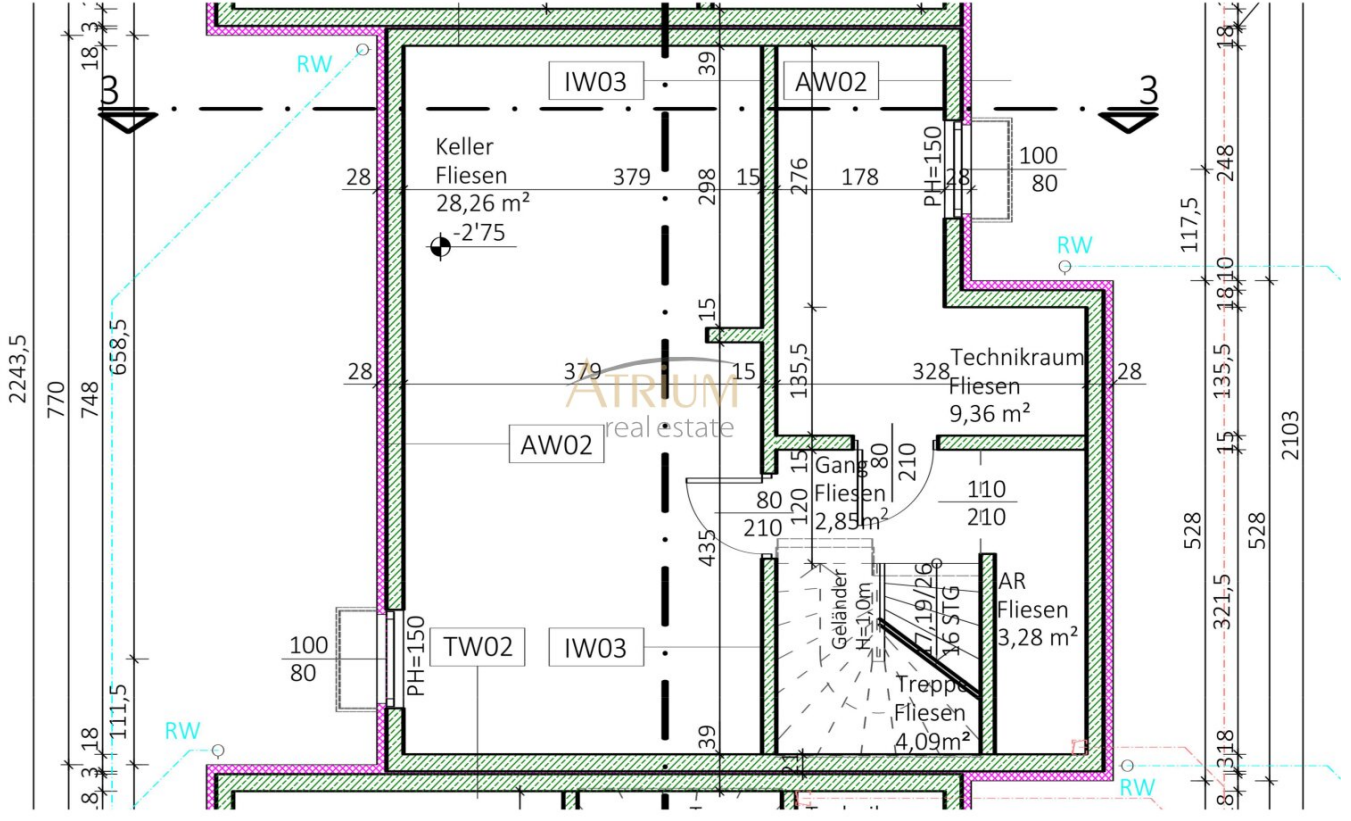 3
18
RW
3
IW03
39
AW02
3
18
Keller
Fliesen
28,26 m²
-2'75
28
379
298
15
276
178
28
PH=150
100
80
248
117,5
RW
10
18
2243,5
770
748
658,5
15
28
379
15
135,5
328
Technikraum
Fliesen
9,36 m²
28
135,5
2103
ATRIUM
real estate
AW02
15
Gang
Fliesen
2,85m²
80
210
15
120
80
210
110
210
435
528
528
321,5
Geländer
H=1,0m
17,19/26
16 STG
AR
Fliesen
3,28 m²
100
80
PH=150
TW02
IW03
Treppe
Fliesen
4,09m²
111,5
RW
18
3
8
39
21
18
3
8
RW